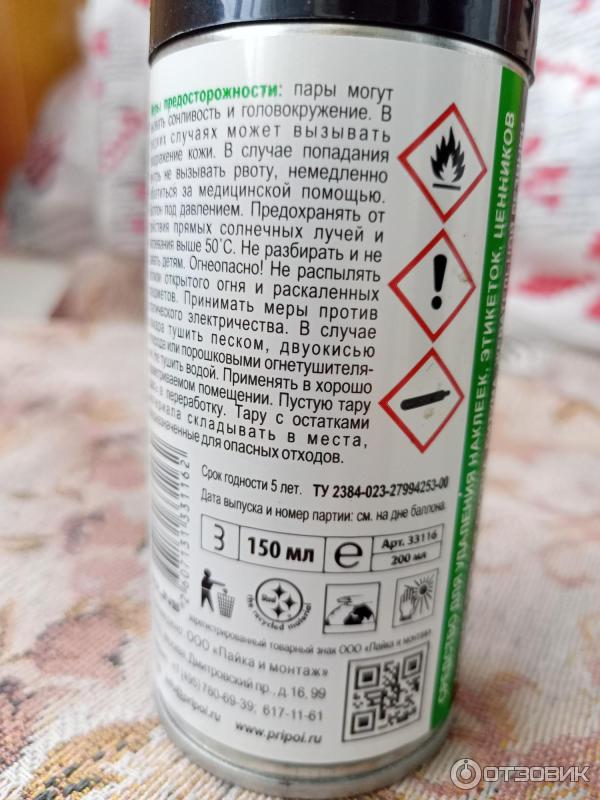 предосторожности: пары могут
сонливость и головокружение. В
случаях может вызывать
кожи. В случае попадания
не вызывать рвоту, немедленно
за медицинской помощью.
под давлением. Предохранять от
прямых солнечных лучей и
выше 50°С. Не разбирать и не
детям. Огнеопасно! Не распылять
открытого огня и раскаленных
Принимать меры против
электричества. В случае
тушить песком, двуокисью
или порошковыми огнетушителя-
тушить водой. Применять в хорошо
помещении. Пустую тару
в переработку. Тару с остатками
складывать в места,
для опасных отходов.
Срок годности 5 лет. ТУ 2384-023-27994253-00
Дата выпуска и номер партии: см. на дне баллона.
3 150 мл e Арт. 33116
200 мл
the recycled material
товарный знак ООО «Пайка и монтаж
ООО «Пайка и монтаж»
Дмитровский пр., д. 16, 99
760-69-39; 617-11-61
www.pripoi.ru
СРЕДСТВО ДЛЯ УДАЛЕНИЯ НАКЛЕЕК, ЭТИКЕТОК, ЦЕННИКОВ
ОТЗОВИК